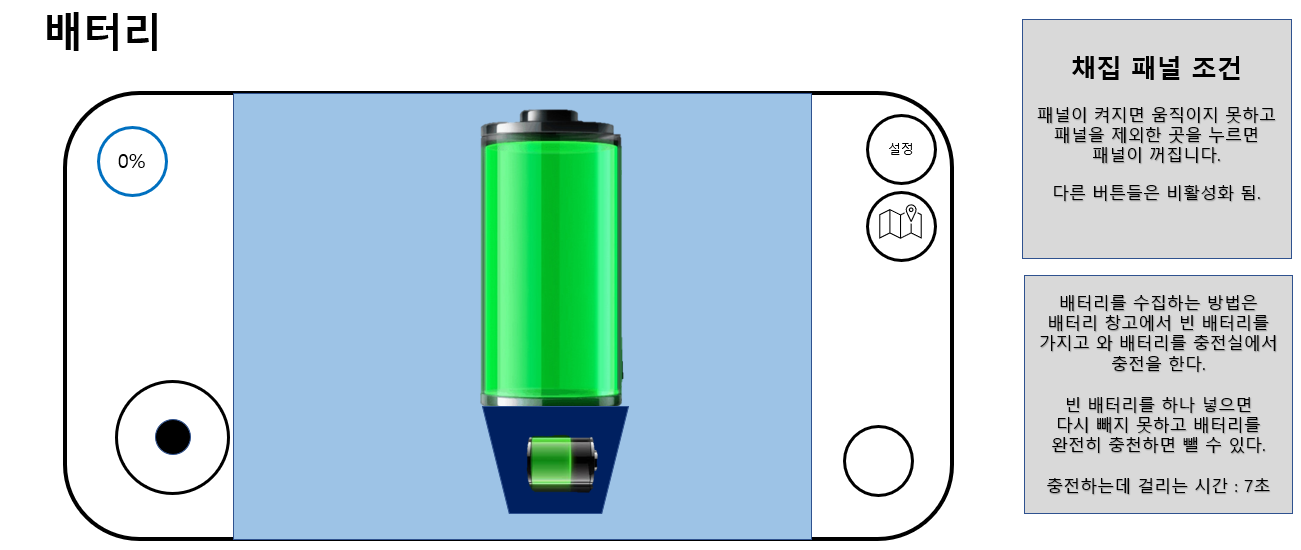 배터리
0%
설정
채집 패널 조건
패널이 켜지면 움직이지 못하고
패널을 제외한 곳을 누르면
패널이 꺼집니다.
다른 버튼들은 비활성화 됨.
배터리를 수집하는 방법은
배터리 창고에서 빈 배터리를
가지고 와 배터리를 충전실에서
충전을 한다.
빈 배터리를 하나 넣으면
다시 빼지 못하고 배터리를
완전히 충천하면 뺄 수 있다.
충전하는데 걸리는 시간 : 7초